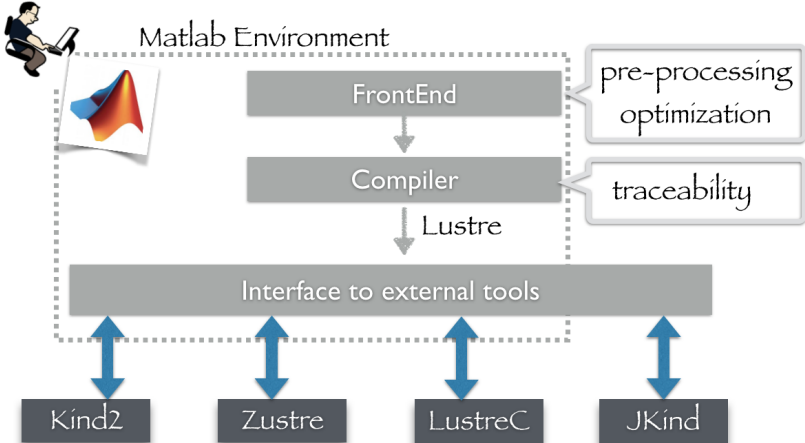 Matlab Environment
FrontEnd
pre-processing
optimization
Compiler
traceability
Lustre
Interface to external tools
Kind2
Zustre
LustreC
JKind